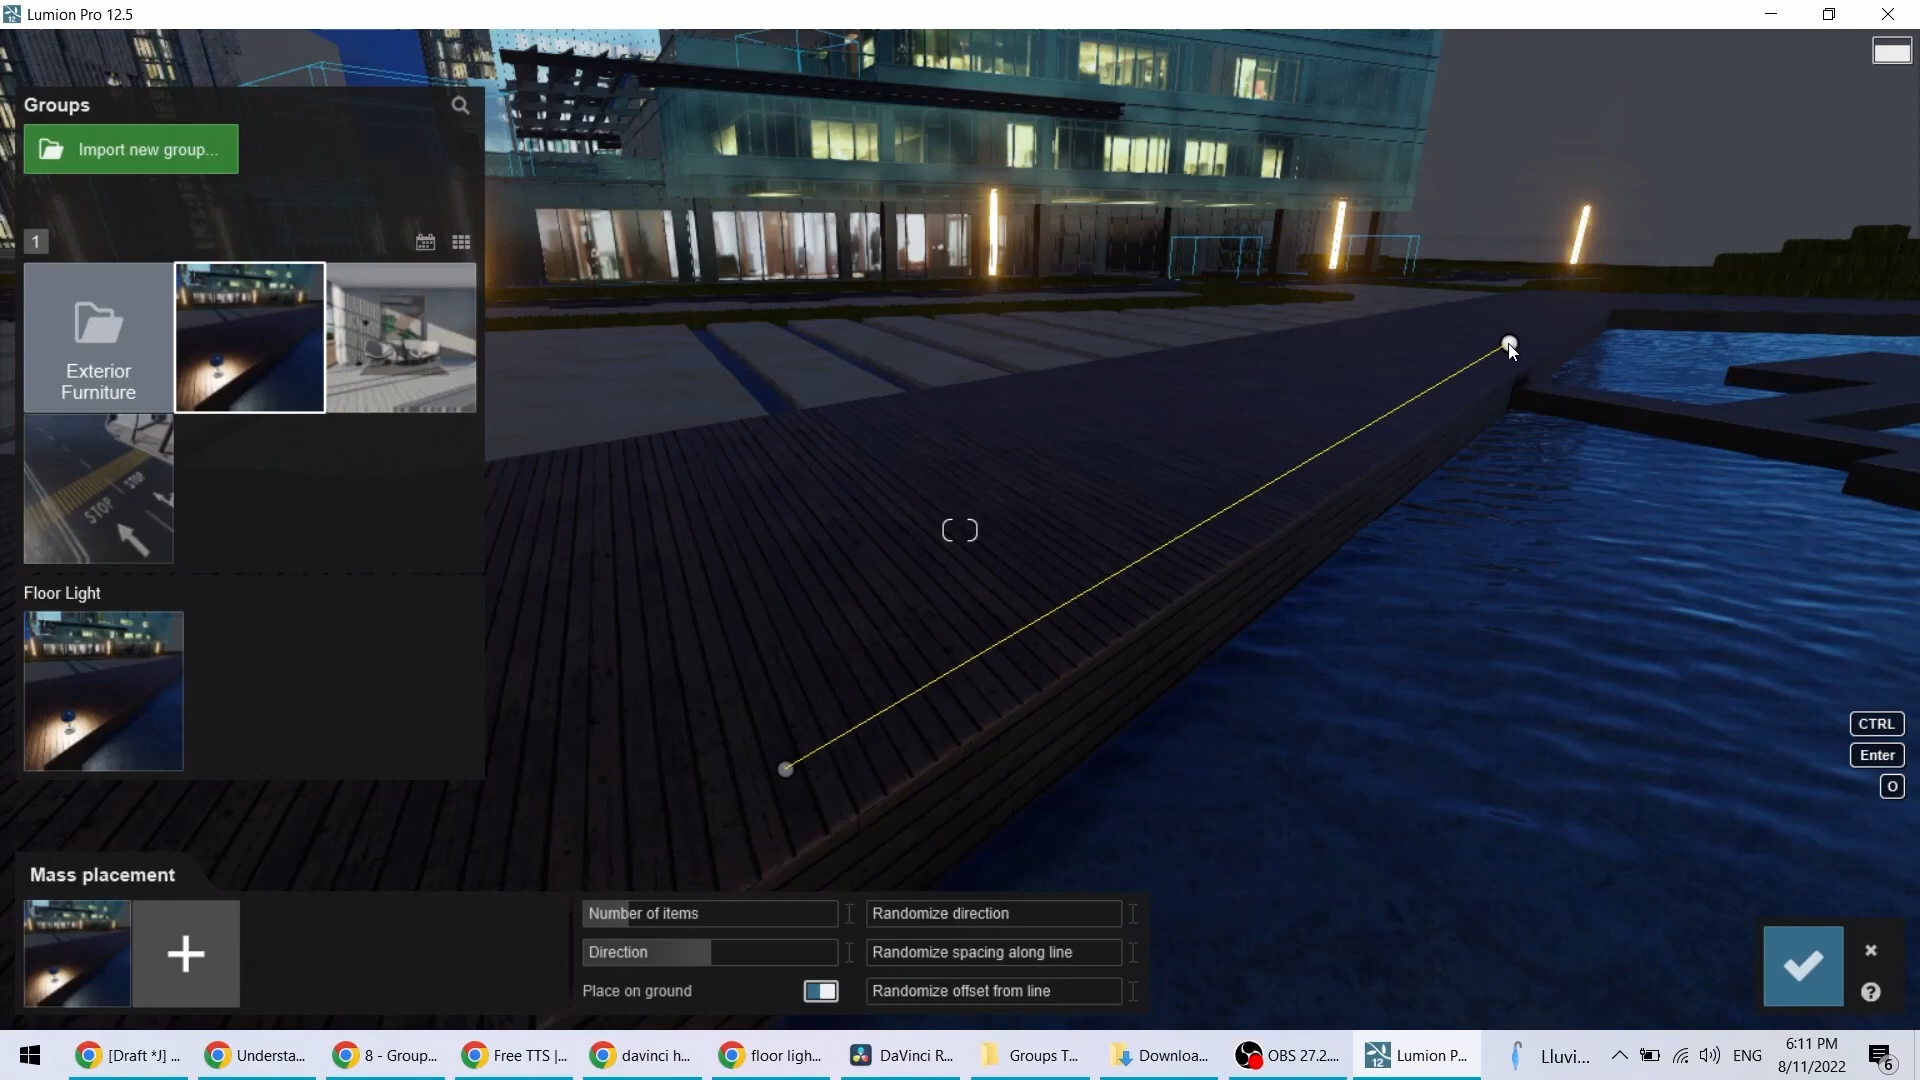 Lumion Pro 12.5
Groups
Import new group...
1
Exterior
Furniture
STOP
STOP
Floor Light
CTRL
Enter
O
Mass placement
Number of items
Randomize direction
Direction
Randomize spacing along line
Place on ground
Randomize offset from line
[Draft *J] ...
Understa...
8 - Group...
Free TTS |...
davinci h...
floor ligh...
DaVinci R...
Groups T...
Downloa...
OBS 27.2....
12
Lumion P...
Lluvi...
ENG
6:11 PM
8/11/2022
6